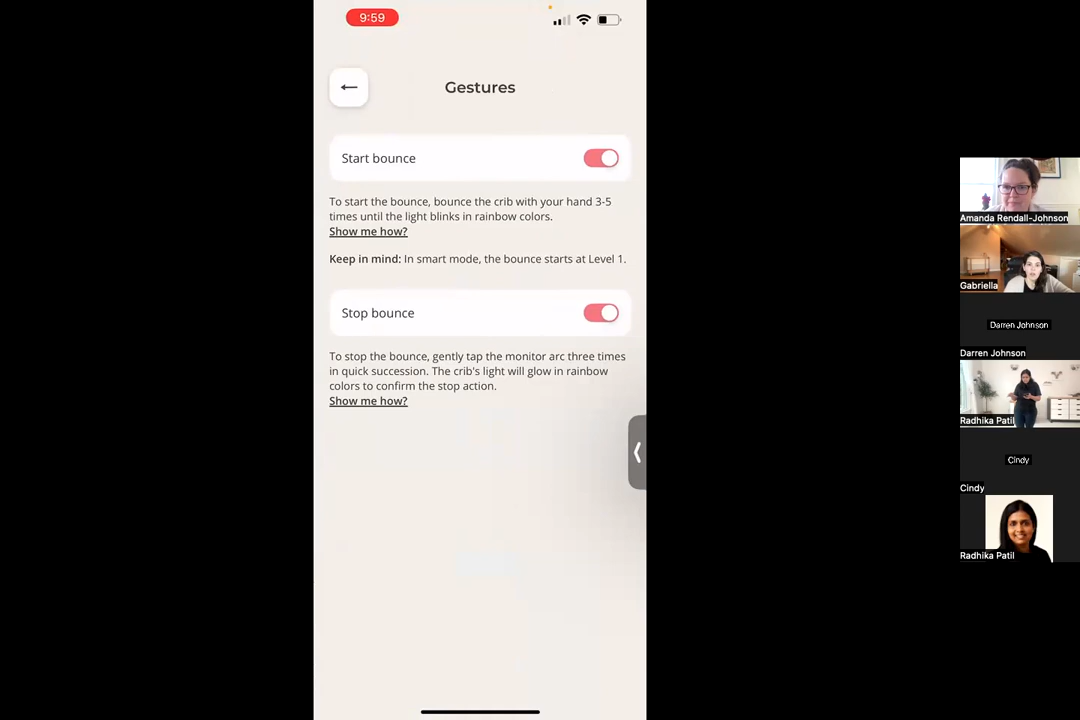 9:59
Gestures
Start bounce
To start the bounce, bounce the crib with your hand 3-5
times until the light blinks in rainbow colors.
Show me how?
Keep in mind: In smart mode, the bounce starts at Level 1.
Stop bounce
To stop the bounce, gently tap the monitor arc three times
in quick succession. The crib's light will glow in rainbow
colors to confirm the stop action.
Show me how?
Amanda Rendall-Johnson
Gabriella
Darren Johnson
Darren Johnson
Radhika Patil
Cindy
Cindy
Radhika Patil